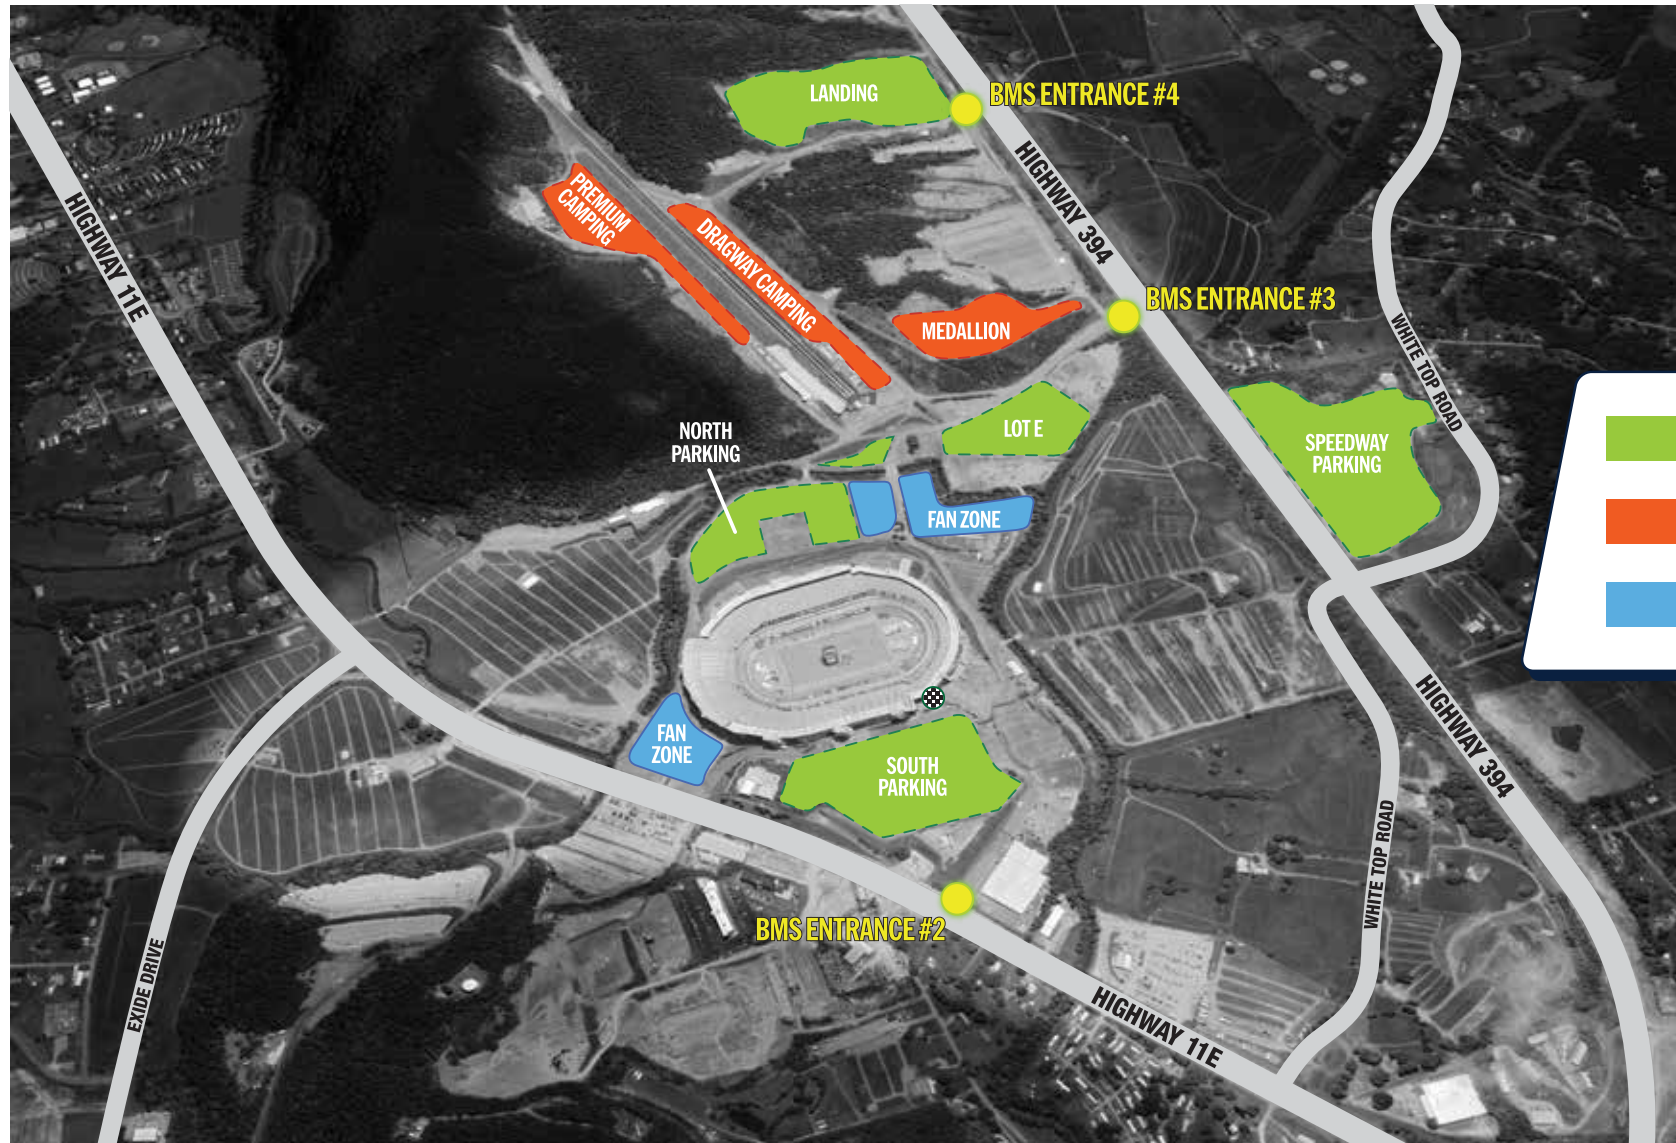 LANDING
BMS ENTRANCE #4
HIGHWAY 394
HIGHWAY 11E
PREMIUM
CAMPING
DRAGWAY CAMPING
BMS ENTRANCE #3
MEDALLION
WHITE TOP ROAD
NORTH
PARKING
LOT E
SPEEDWAY
PARKING
FAN ZONE
FAN
ZONE
SOUTH
PARKING
HIGHWAY 394
WHITE TOP ROAD
BMS ENTRANCE #2
EXIDE DRIVE
HIGHWAY 11E